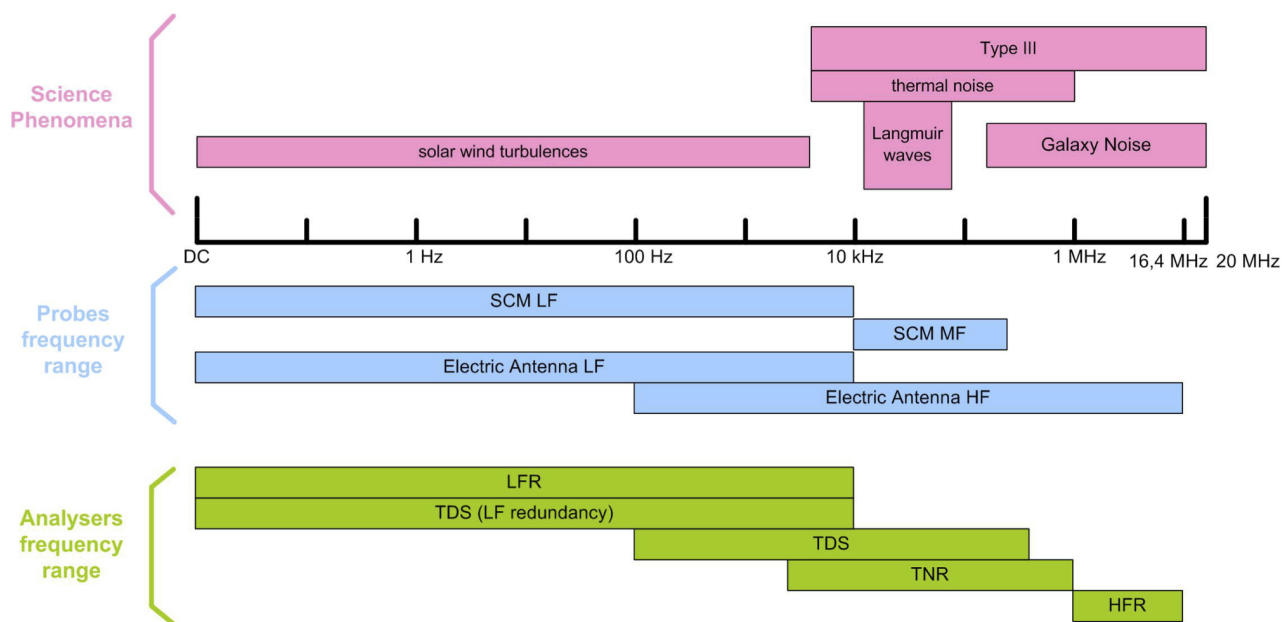 Science
Phenomena
Type III
thermal noise
Langmuir
waves
Galaxy Noise
solar wind turbulences
DC
1 Hz
100 Hz
10 kHz
1 MHz
16,4 MHz
20 MHz
Probes
frequency
range
SCM LF
SCM MF
Electric Antenna LF
Electric Antenna HF
Analysers
frequency
range
LFR
TDS (LF redundancy)
TDS
TNR
HFR